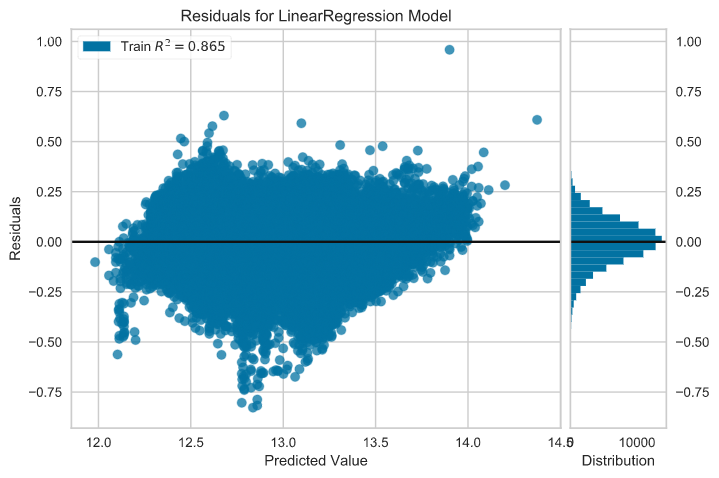 Residuals for LinearRegression Model
Train R² = 0.865
1.00
0.75
0.50
0.25
0.00
−0.25
−0.50
−0.75
Residuals
12.0 12.5 13.0 13.5 14.0 14.5
Predicted Value
1.00
0.75
0.50
0.25
0.00
−0.25
−0.50
−0.75
0 10000
Distribution